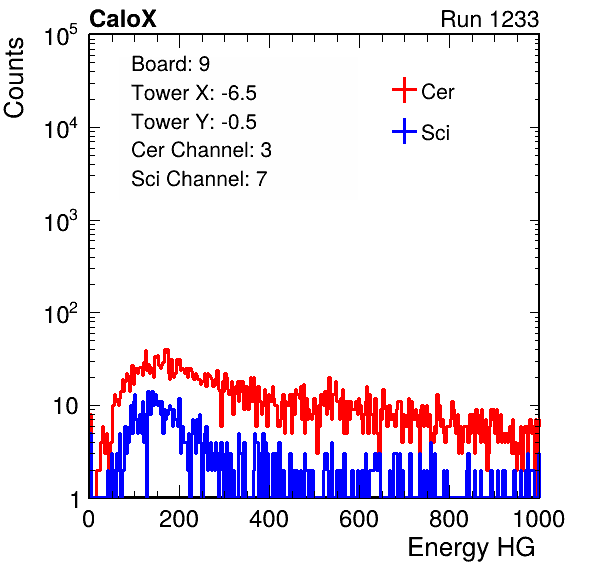 CaloX Run 1233
Counts
10^5
10^4
10^3
10^2
10
1
Board: 9
Tower X: -6.5
Tower Y: -0.5
Cer Channel: 3
Sci Channel: 7
Cer
Sci
0 200 400 600 800 1000
Energy HG